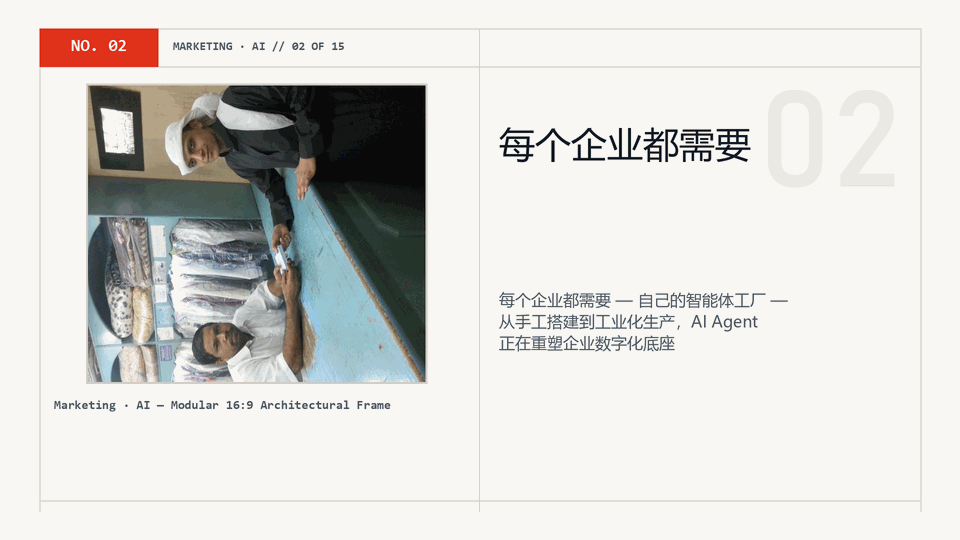 NO. 02
MARKETING · AI // 02 OF 15
02
每个企业都需要
每个企业都需要 — 自己的智能体工厂 —
从手工搭建到工业化生产，AI Agent
正在重塑企业数字化底座
Marketing · AI — Modular 16:9 Architectural Frame